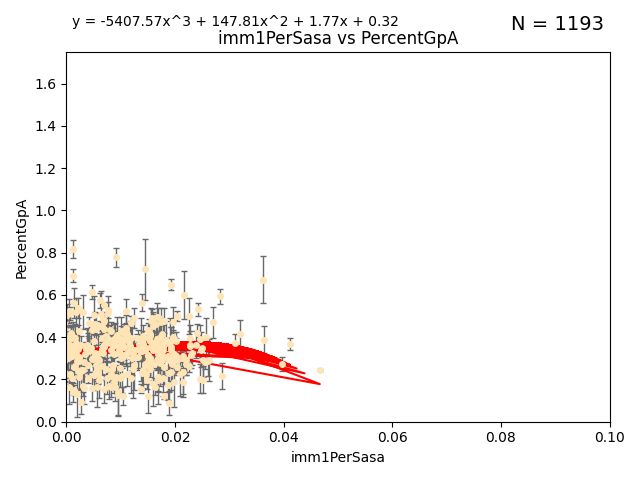 y = -5407.57x^3 + 147.81x^2 + 1.77x + 0.32
N = 1193
imm1PerSasa vs PercentGpA
1.6
1.4
1.2
1.0
0.8
0.6
0.4
0.2
0.0
PercentGpA
0.00 0.02 0.04 0.06 0.08 0.10
imm1PerSasa